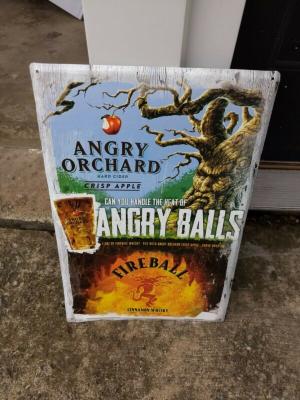 ANGRY
ORCHARD
HARD CIDER
CRISP APPLE
CAN YOU HANDLE THE HEAT OF
ANGRY BALLS
FIREBALL
CINNAMON WHISKY